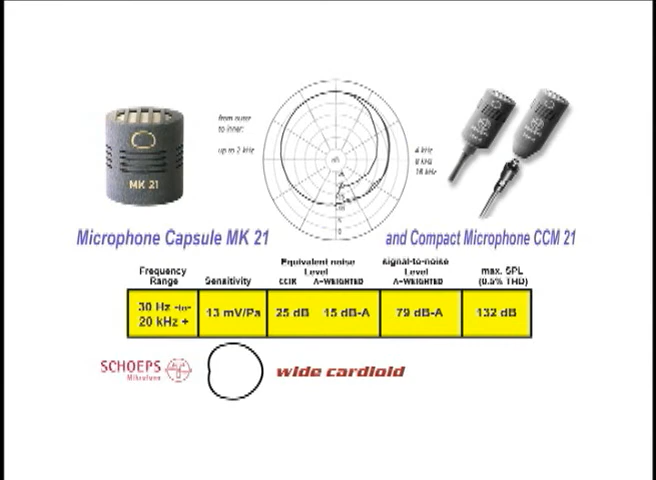 from outer
to inner:
up to 2 kHz
4 kHz
8 kHz
16 kHz
MK 21
Microphone Capsule MK 21
and Compact Microphone CCM 21
Frequency
Range
Sensitivity
Equivalent noise
Level
CCIR A-WEIGHTED
signal-to-noise
Level
A-WEIGHTED
max. SPL
(0.5% THD)
30 Hz -to-
20 kHz +
13 mV/Pa
25 dB 15 dB-A
79 dB-A
132 dB
SCHOEPS
Mikrofone
wide cardioid